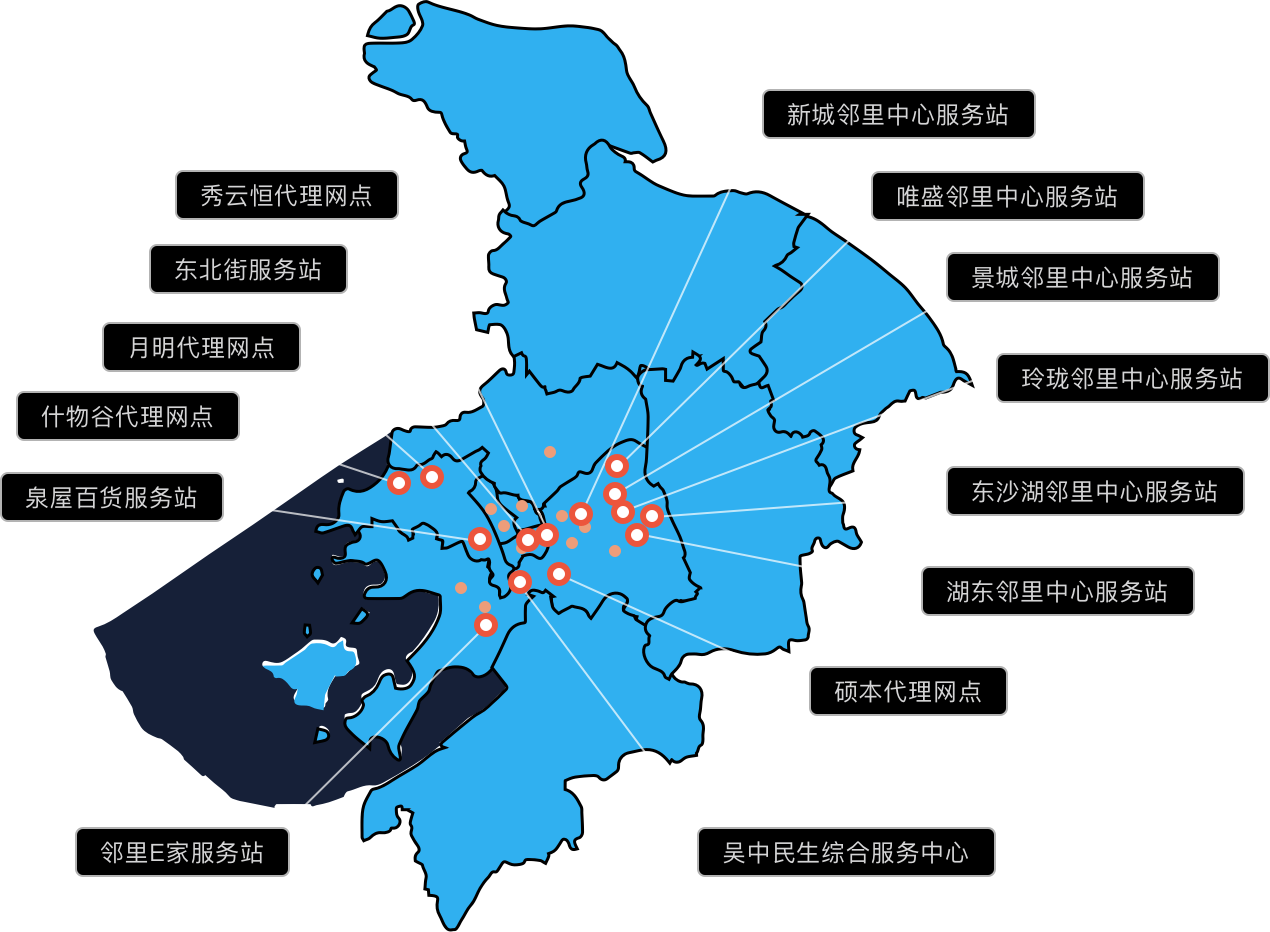 新城邻里中心服务站
秀云恒代理网点
唯盛邻里中心服务站
东北街服务站
景城邻里中心服务站
月明代理网点
玲珑邻里中心服务站
什物谷代理网点
泉屋百货服务站
东沙湖邻里中心服务站
湖东邻里中心服务站
硕本代理网点
邻里E家服务站
吴中民生综合服务中心